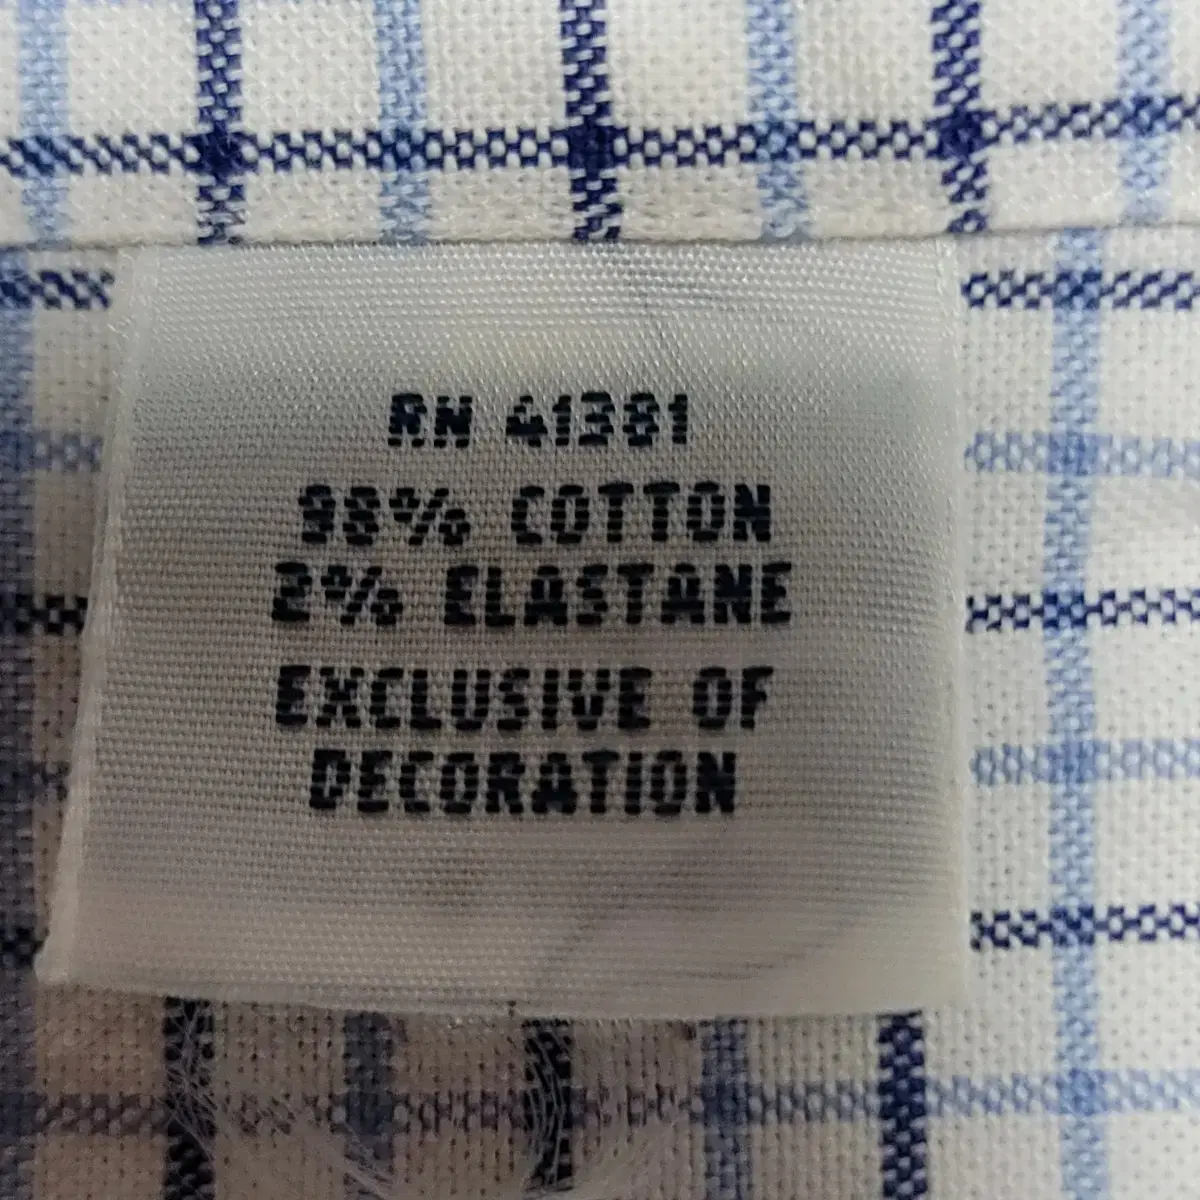 RN 41381
98% COTTON
2% ELASTANE
EXCLUSIVE OF
DECORATION